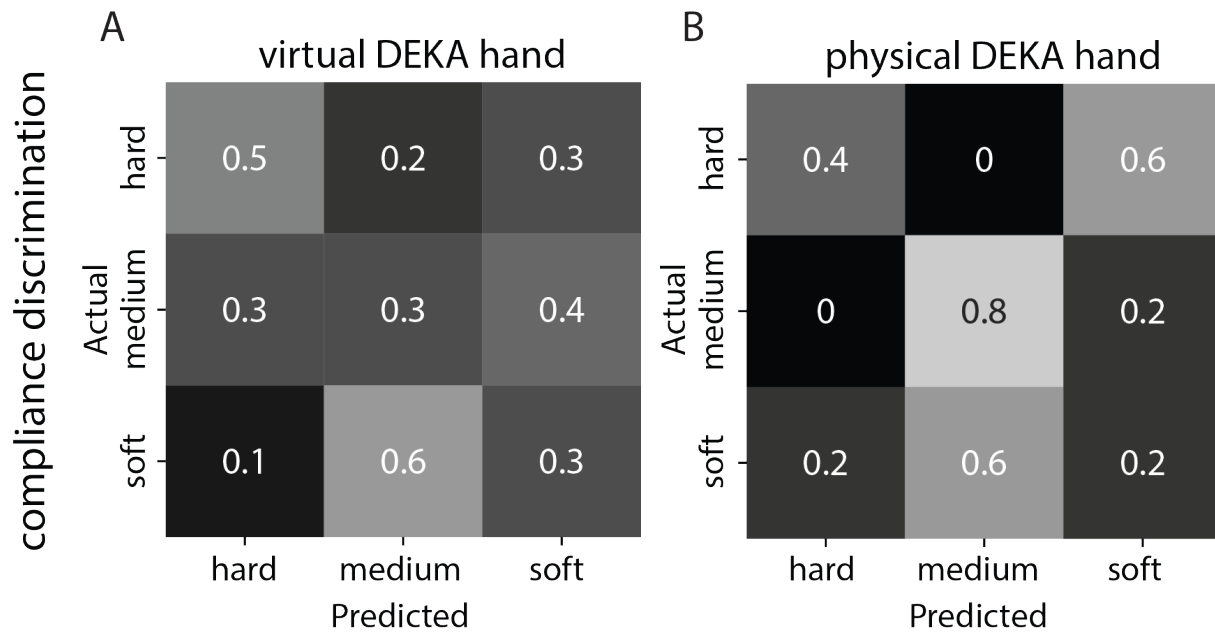 A
virtual DEKA hand
compliance discrimination
Actual
hard
0.5 0.2 0.3
medium
0.3 0.3 0.4
soft
0.1 0.6 0.3
hard medium soft
Predicted
B
physical DEKA hand
Actual
hard
0.4 0 0.6
medium
0 0.8 0.2
soft
0.2 0.6 0.2
hard medium soft
Predicted